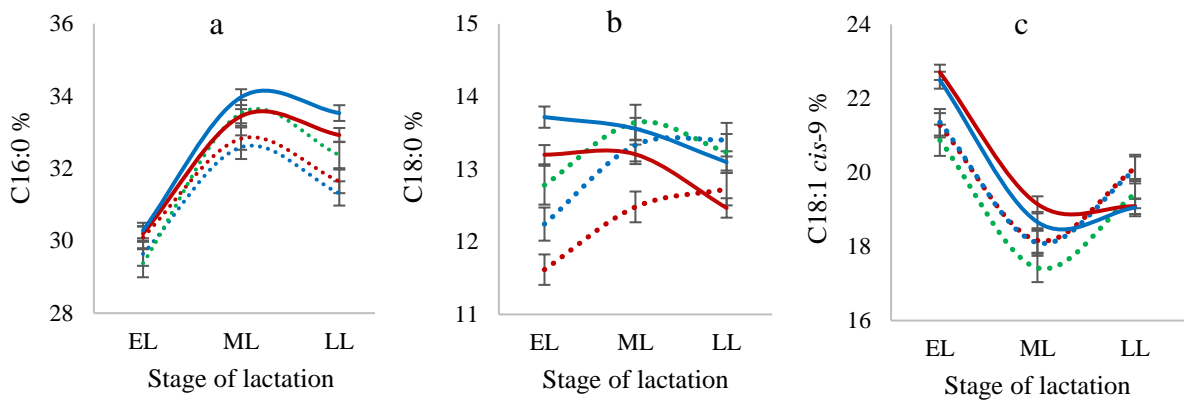 a
C16:0 %
36
34
32
30
28
EL ML LL
Stage of lactation
b
C18:0 %
15
14
13
12
11
EL ML LL
Stage of lactation
c
C18:1 cis-9 %
24
22
20
18
16
EL ML LL
Stage of lactation